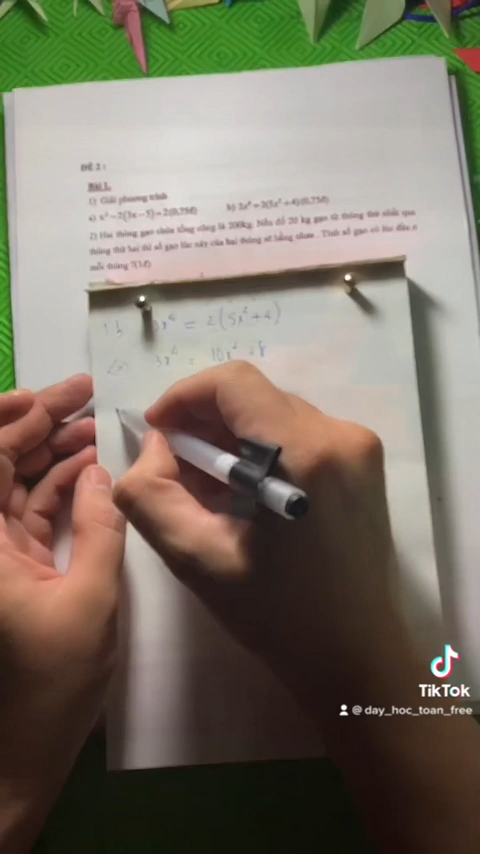 ĐỀ 2 :
Bài 1.
1) Giải phương trình
a) x² – 2(3x – 5) = 2 (0,75đ) b) 3x⁴ = 2(5x² + 4) (0,75đ)
2) Hai thùng gạo chứa tổng cộng là 200kg. Nếu đổ 20 kg gạo từ thùng thứ nhất qua
thùng thứ hai thì số gạo lúc này của hai thùng sẽ bằng nhau . Tính số gạo có lúc đầu ở
mỗi thùng ?(1đ)
1 b 3x⁴ = 2(5x²+4)
3x⁴ = 10x² + 8
TikTok
@ day_hoc_toan_free